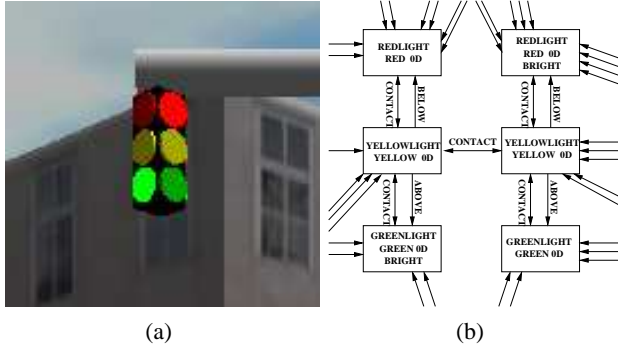 REDLIGHT
RED 0D
REDLIGHT
RED 0D
BRIGHT
CONTACT
BELOW
CONTACT
BELOW
YELLOWLIGHT
YELLOW 0D
CONTACT
YELLOWLIGHT
YELLOW 0D
CONTACT
ABOVE
CONTACT
ABOVE
GREENLIGHT
GREEN 0D
BRIGHT
GREENLIGHT
GREEN 0D
(a)
(b)